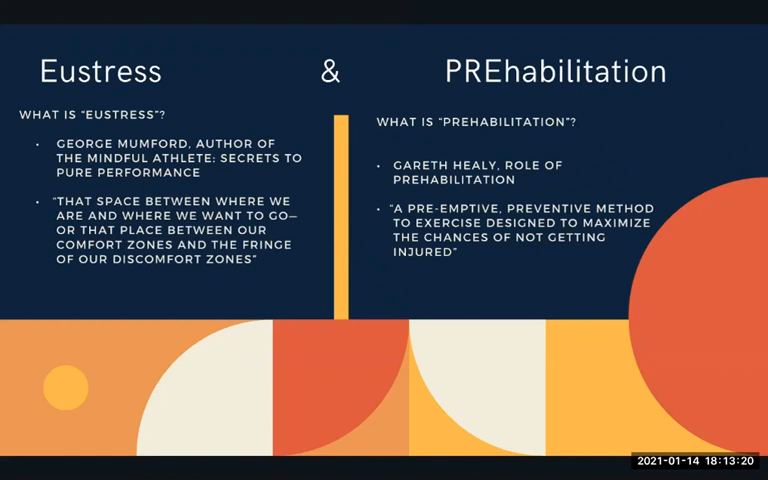 Eustress & PREhabilitation
WHAT IS "EUSTRESS"?
• GEORGE MUMFORD, AUTHOR OF
THE MINDFUL ATHLETE: SECRETS TO
PURE PERFORMANCE
• "THAT SPACE BETWEEN WHERE WE
ARE AND WHERE WE WANT TO GO—
OR THAT PLACE BETWEEN OUR
COMFORT ZONES AND THE FRINGE
OF OUR DISCOMFORT ZONES"
WHAT IS "PREHABILITATION"?
• GARETH HEALY, ROLE OF
PREHABILITATION
• "A PRE-EMPTIVE, PREVENTIVE METHOD
TO EXERCISE DESIGNED TO MAXIMIZE
THE CHANCES OF NOT GETTING
INJURED"
2021-01-14 18:13:20